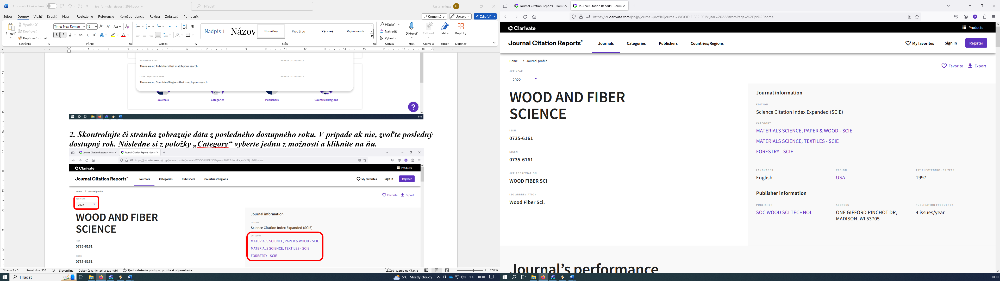 Automatické ukladanie
ipa_formular_ziadosti_2024.docx
Hľadať
Rastislav Igaz
RI
Súbor Domov Vložiť Kresliť Návrh Rozloženie Referencie Korešpondencia Revízia Zobraziť Pomocník
Komentáre Úpravy Zdieľať
Prilepiť
Vystrihnúť
Kopírovať
Kopírovať formát
Schránka
Times New Roman 12
Písmo
Odsek
Nadpis 1 Názov Normálny Podtitul Výrazný Zvýraznenie
Štýly
Hľadať
Nahradiť
Vybrať
Úpravy
Diktovať
Hlas
Citlivosť
Citlivosť
Editor
Editor
Doplnky
Doplnky
PUBLISHER NAME NUMBER OF JOURNALS
There are no Publishers that match your search.
COUNTRY/REGION NAME NUMBER OF JOURNALS
There are no Countries/Regions that match your search
Journals Categories Publishers Countries/Regions
?
8:32
2. Skontrolujte či stránka zobrazuje dáta z posledného dostupného roku. V prípade ak nie, zvoľte posledný
dostupný rok. Následne si z položky „Category“ vyberte jednu z možností a kliknite na ňu.
Journal Citation Reports - Hom Journal Citation Reports - Journ
https://jcr.clarivate.com/jcr-jp/journal-profile?journal=WOOD FIBER SCI&year=2022&fromPage=%2Fjcr%2Fhome
Clarivate
Products
Journal Citation Reports™ Journals Categories Publishers Countries/Regions
My favorites Sign In Register
Home > Journal profile
Favorite Export
JCR YEAR
2022
WOOD AND FIBER
SCIENCE
ISSN
0735-6161
EISSN
0735-6161
Journal information
EDITION
Science Citation Index Expanded (SCIE)
CATEGORY
MATERIALS SCIENCE, PAPER & WOOD - SCIE
MATERIALS SCIENCE, TEXTILES - SCIE
FORESTRY - SCIE
Strana 2 z 3 Počet slov: 358 Slovenčina Dokončovanie textu: zapnuté Zjednodušenie prístupu: pozrite si odporúčania
Zobrazenie na čítanie 200 %
Hľadať
5°C Mostly cloudy SLK 10:10
Journal Citation Reports - Hom Journal Citation Reports - Journ
https://jcr.clarivate.com/jcr-jp/journal-profile?journal=WOOD FIBER SCI&year=2022&fromPage=%2Fjcr%2Fhome
Clarivate
Products
Journal Citation Reports™ Journals Categories Publishers Countries/Regions
My favorites Sign In Register
Home > Journal profile
Favorite Export
JCR YEAR
2022
WOOD AND FIBER
SCIENCE
ISSN
0735-6161
EISSN
0735-6161
JCR ABBREVIATION
WOOD FIBER SCI
ISO ABBREVIATION
Wood Fiber Sci.
Journal information
EDITION
Science Citation Index Expanded (SCIE)
CATEGORY
MATERIALS SCIENCE, PAPER & WOOD - SCIE
MATERIALS SCIENCE, TEXTILES - SCIE
FORESTRY - SCIE
LANGUAGES REGION 1ST ELECTRONIC JCR YEAR
English USA 1997
Publisher information
PUBLISHER ADDRESS PUBLICATION FREQUENCY
SOC WOOD SCI TECHNOL ONE GIFFORD PINCHOT DR, 4 issues/year
MADISON, WI 53705
Journal's performance
10:10